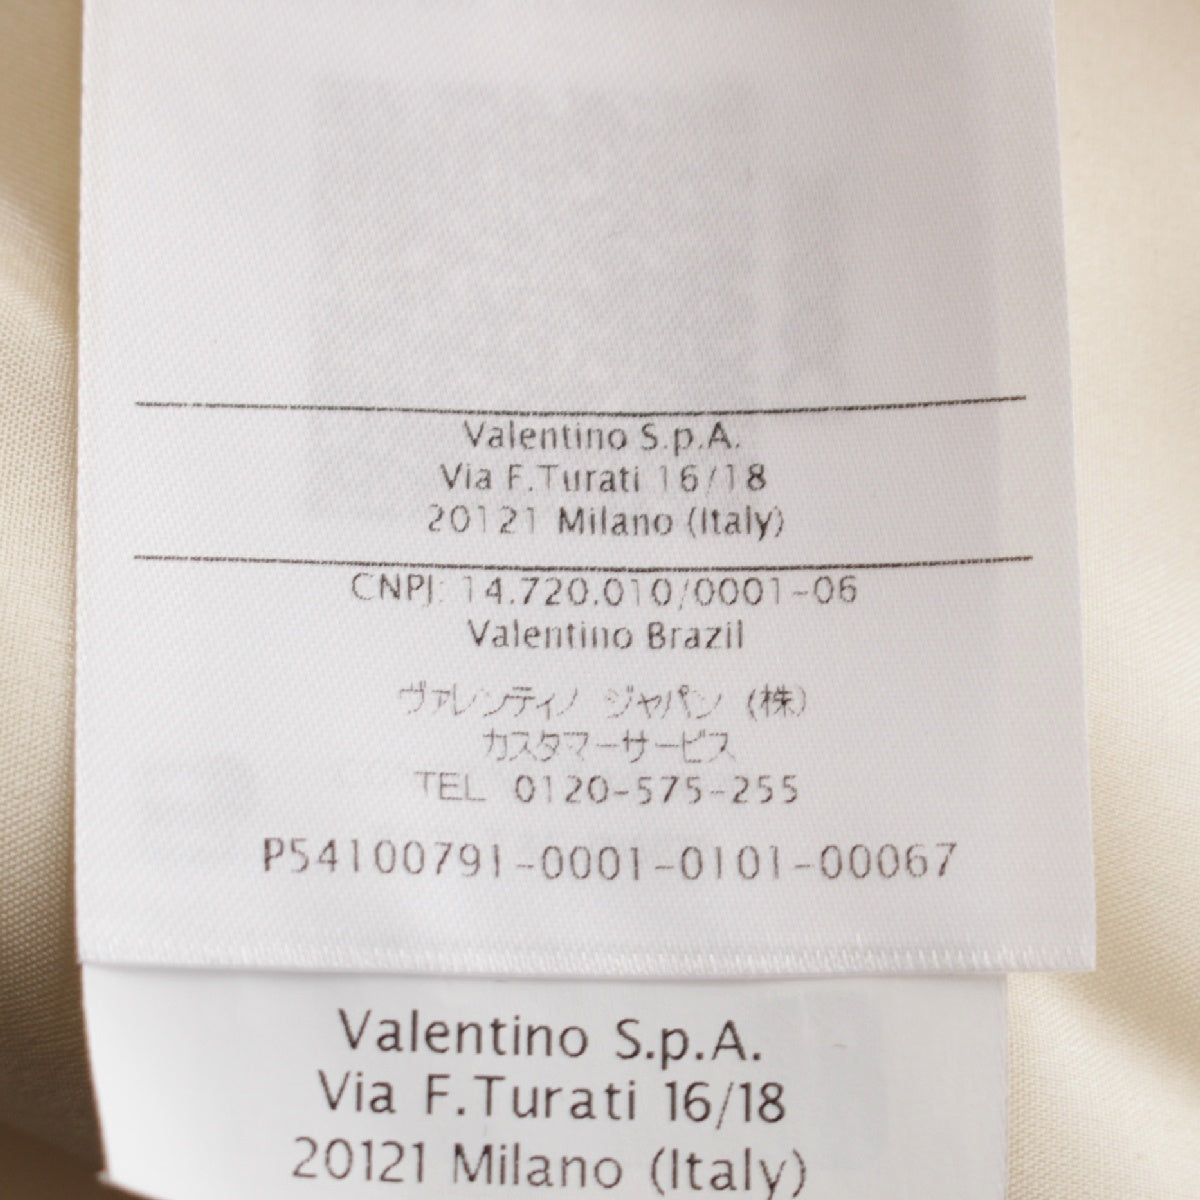 Valentino S.p.A.
Via F.Turati 16/18
20121 Milano (Italy)
CNPJ: 14.720.010/0001-06
Valentino Brazil
ヴァレンティノ ジャパン (株)
カスタマーサービス
TEL 0120-575-255
P54100791-0001-0101-00067
Valentino S.p.A.
Via F.Turati 16/18
20121 Milano (Italy)